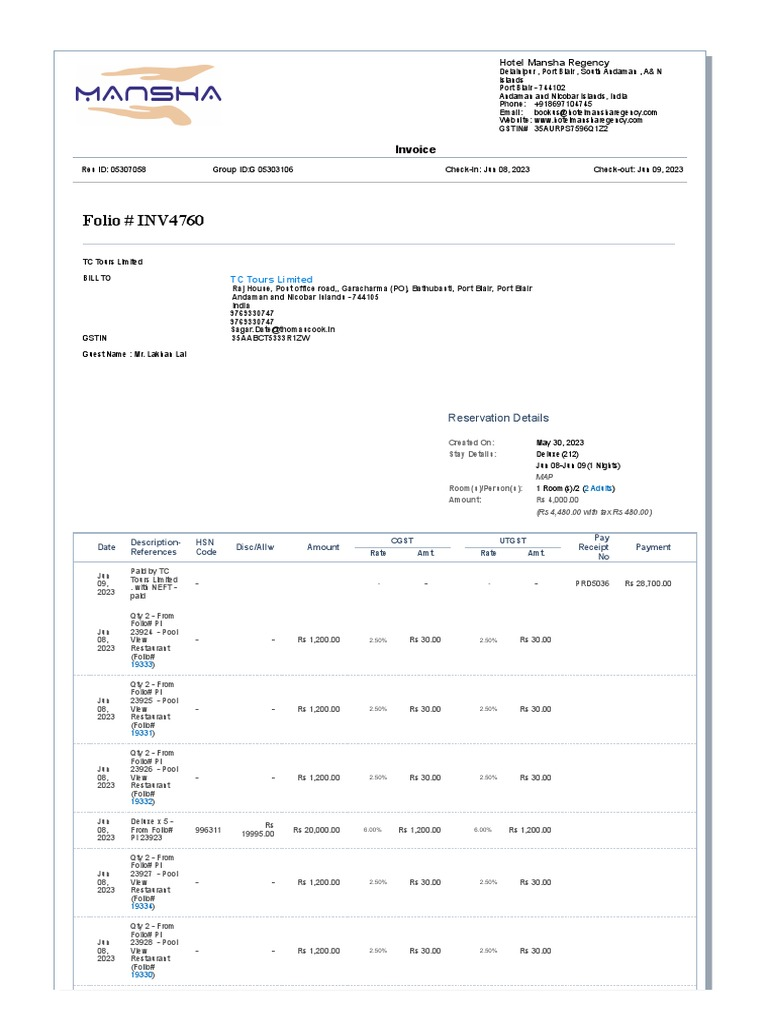 MANSHA
Hotel Mansha Regency
Delanipur , Port Blair , South Andaman , A& N
Islands
Port Blair - 744102
Andaman and Nicobar Islands, India
Phone: +918697104745
Email: bookus@hotelmansharegency.com
Website: www.hotelmansharegency.com
GSTIN# 35AURPS7596Q1Z2
Invoice
Res ID: 05307058 Group ID:G 05303106 Check-in: Jun 08, 2023 Check-out: Jun 09, 2023
Folio # INV4760
TC Tours Limited
BILL TO TC Tours Limited
Raj House, Post office road,, Garacharma (PO), Bathubasti, Port Blair, Port Blair
Andaman and Nicobar Islands - 744105
India
9769330747
9769330747
Sagar.Date@thomascook.in
GSTIN 35AABCT5333R1ZW
Guest Name : Mr. Lakhan Lal
Reservation Details
Created On: May 30, 2023
Stay Details: Deluxe (212)
Jun 08-Jun 09 (1 Nights)
MAP
Room(s)/Person(s): 1 Room(s)/2 (2 Adults)
Amount: Rs 4,000.00
(Rs 4,480.00 with tax Rs 480.00)
Date Description-References HSN Code Disc/Allw Amount CGST Rate Amt. UTGST Rate Amt. Pay Receipt No Payment
Jun 09, 2023 Paid by TC Tours Limited . with NEFT - paid - - - - - PRD5036 Rs 28,700.00
Jun 08, 2023 Qty 2 - From Folio# PI 23924 - Pool View Restaurant (Folio# 19333) - - Rs 1,200.00 2.50% Rs 30.00 2.50% Rs 30.00
Jun 08, 2023 Qty 2 - From Folio# PI 23925 - Pool View Restaurant (Folio# 19331) - - Rs 1,200.00 2.50% Rs 30.00 2.50% Rs 30.00
Jun 08, 2023 Qty 2 - From Folio# PI 23926 - Pool View Restaurant (Folio# 19332) - - Rs 1,200.00 2.50% Rs 30.00 2.50% Rs 30.00
Jun 08, 2023 Deluxe x 5 - From Folio# PI 23923 996311 Rs 19995.00 Rs 20,000.00 6.00% Rs 1,200.00 6.00% Rs 1,200.00
Jun 08, 2023 Qty 2 - From Folio# PI 23927 - Pool View Restaurant (Folio# 19334) - - Rs 1,200.00 2.50% Rs 30.00 2.50% Rs 30.00
Jun 08, 2023 Qty 2 - From Folio# PI 23928 - Pool View Restaurant (Folio# 19330) - - Rs 1,200.00 2.50% Rs 30.00 2.50% Rs 30.00